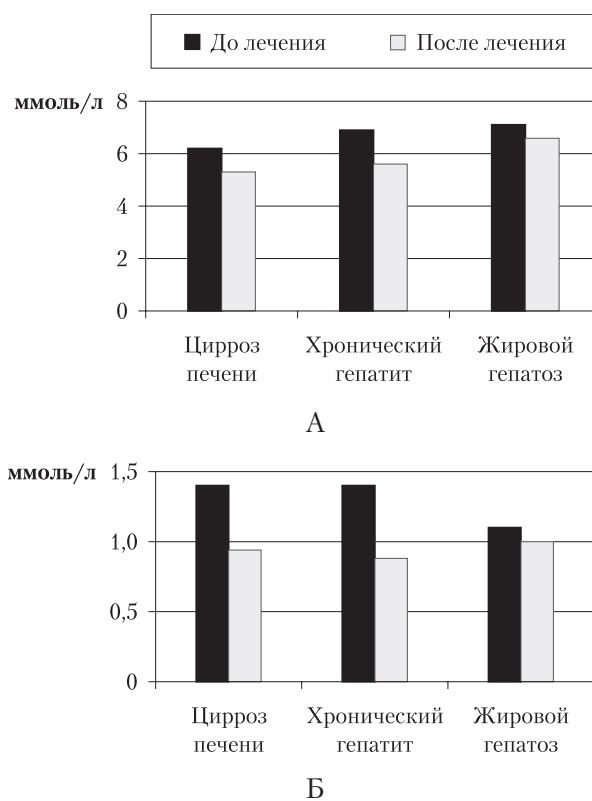 До лечения После лечения
ммоль/л 8
6
4
2
0
Цирроз Хронический Жировой
печени гепатит гепатоз
А
ммоль/л 1,5
1,0
0,5
0
Цирроз Хронический Жировой
печени гепатит гепатоз
Б